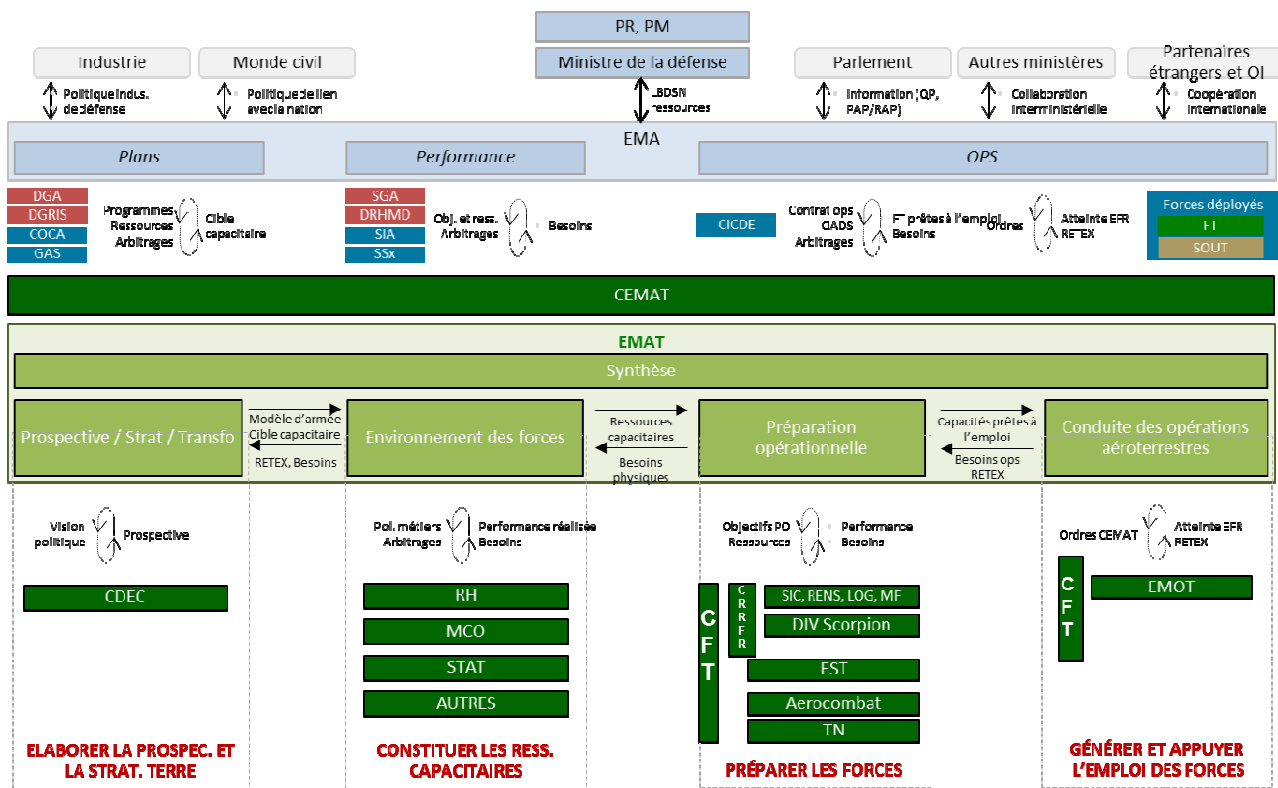 PR, PM
Industrie
Monde civil
Ministre de la défense
Parlement
Autres ministères
Partenaires
étrangers et OI
Politique indus.
de défense
Politique de lien
avec la nation
LBDSN
ressources
Information (QP,
PAP/RAP)
Collaboration
interministérielle
Coopération
internationale
EMA
Plans
Performance
OPS
DGA
DGRIS
COCA
GAS
Programmes
Ressources
Arbitrages
Cible
capacitaire
SGA
DRHMD
SIA
SSx
Obj. et ress.
Arbitrages
Besoins
CICDE
Contrat ops
Arbitrages
FT prêtes à l'emploi
Besoins
Ordres
Atteinte EFR
RETEX
Forces déployés
FT
SOUT
CEMAT
EMAT
Synthèse
Prospective / Strat / Transfo
Modèle d'armée
Cible capacitaire
RETEX, Besoins
Environnement des forces
Ressources
capacitaires
Besoins
physiques
Préparation
opérationnelle
Capacités prêtes à
l'emploi
Besoins ops
RETEX
Conduite des opérations
aéroterrestres
Vision
politique
Prospective
Pol. métiers
Arbitrages
Performance réalisée
Besoins
Objectifs PO
Ressources
Performance
Besoins
Ordres CEMAT
Atteinte EFR
RETEX
CDEC
RH
MCO
STAT
AUTRES
CFT
CRRFR
SIC, RENS, LOG, MF
DIV Scorpion
EST
Aerocombat
TN
CFT
EMOT
ELABORER LA PROSPEC. ET
LA STRAT. TERRE
CONSTITUER LES RESS.
CAPACITAIRES
PRÉPARER LES FORCES
GÉNÉRER ET APPUYER
L'EMPLOI DES FORCES